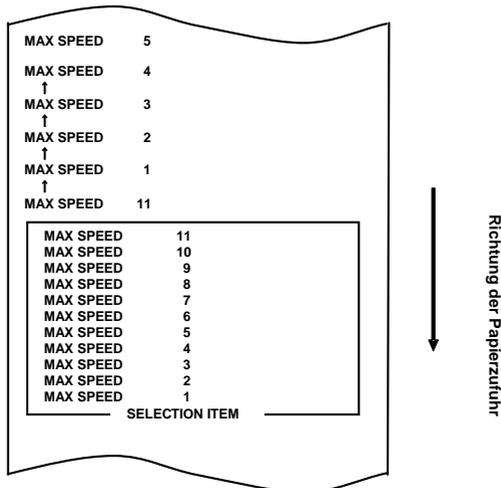 MAX SPEED 5
MAX SPEED 4
↑
MAX SPEED 3
↑
MAX SPEED 2
↑
MAX SPEED 1
↑
MAX SPEED 11
MAX SPEED 11
MAX SPEED 10
MAX SPEED 9
MAX SPEED 8
MAX SPEED 7
MAX SPEED 6
MAX SPEED 5
MAX SPEED 4
MAX SPEED 3
MAX SPEED 2
MAX SPEED 1
SELECTION ITEM
Richtung der Papierzufuhr